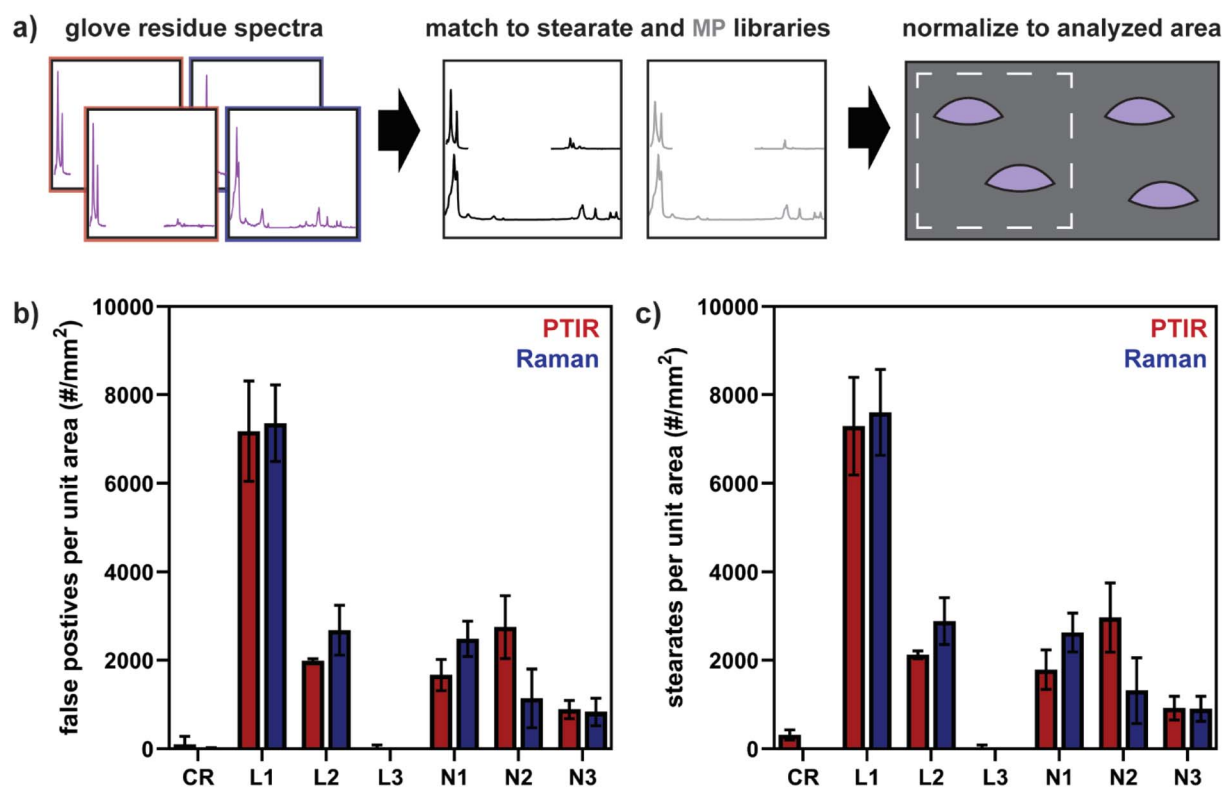 a)
glove residue spectra
match to stearate and MP libraries
normalize to analyzed area
b)
false postives per unit area (#/mm²)
10000
8000
6000
4000
2000
0
PTIR
Raman
CR L1 L2 L3 N1 N2 N3
c)
stearates per unit area (#/mm²)
10000
8000
6000
4000
2000
0
PTIR
Raman
CR L1 L2 L3 N1 N2 N3